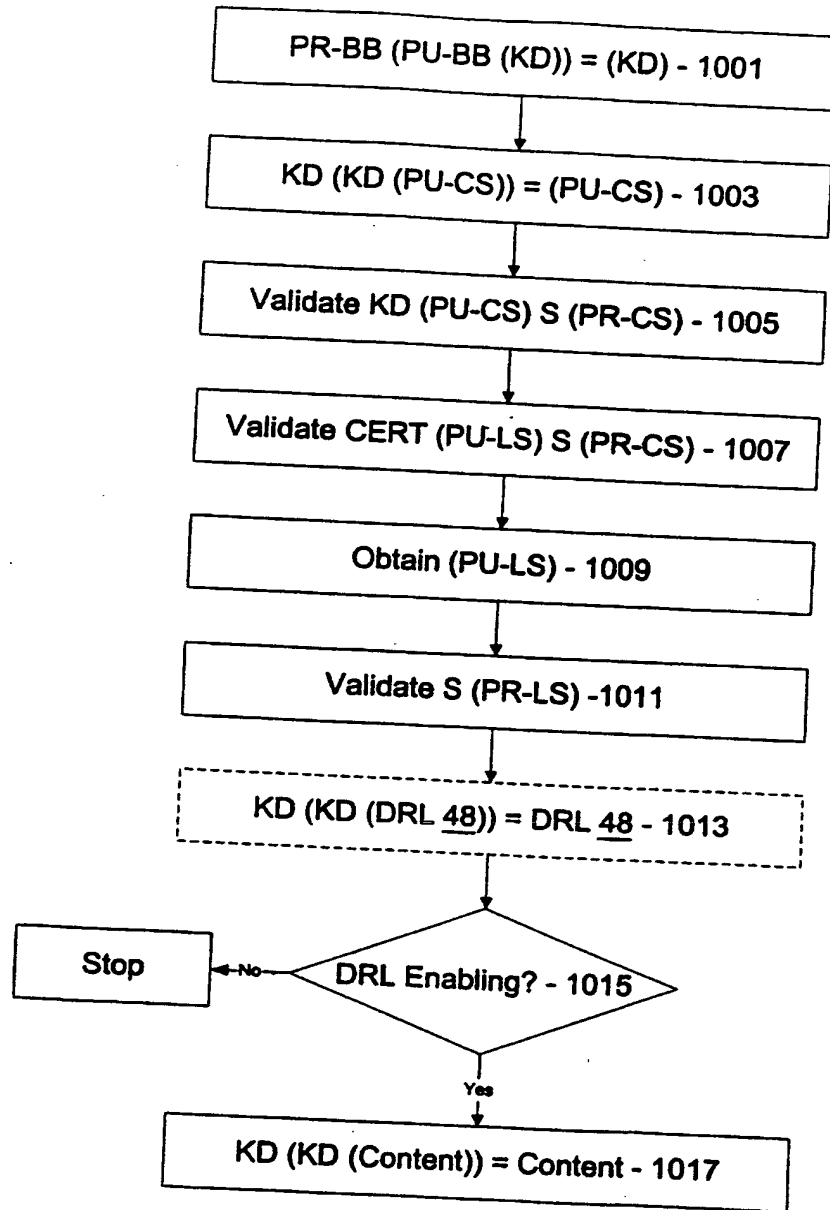 PR-BB (PU-BB (KD)) = (KD) - 1001
KD (KD (PU-CS)) = (PU-CS) - 1003
Validate KD (PU-CS) S (PR-CS) - 1005
Validate CERT (PU-LS) S (PR-CS) - 1007
Obtain (PU-LS) - 1009
Validate S (PR-LS) -1011
KD (KD (DRL 48)) = DRL 48 - 1013
DRL Enabling? - 1015
No
Stop
Yes
KD (KD (Content)) = Content - 1017